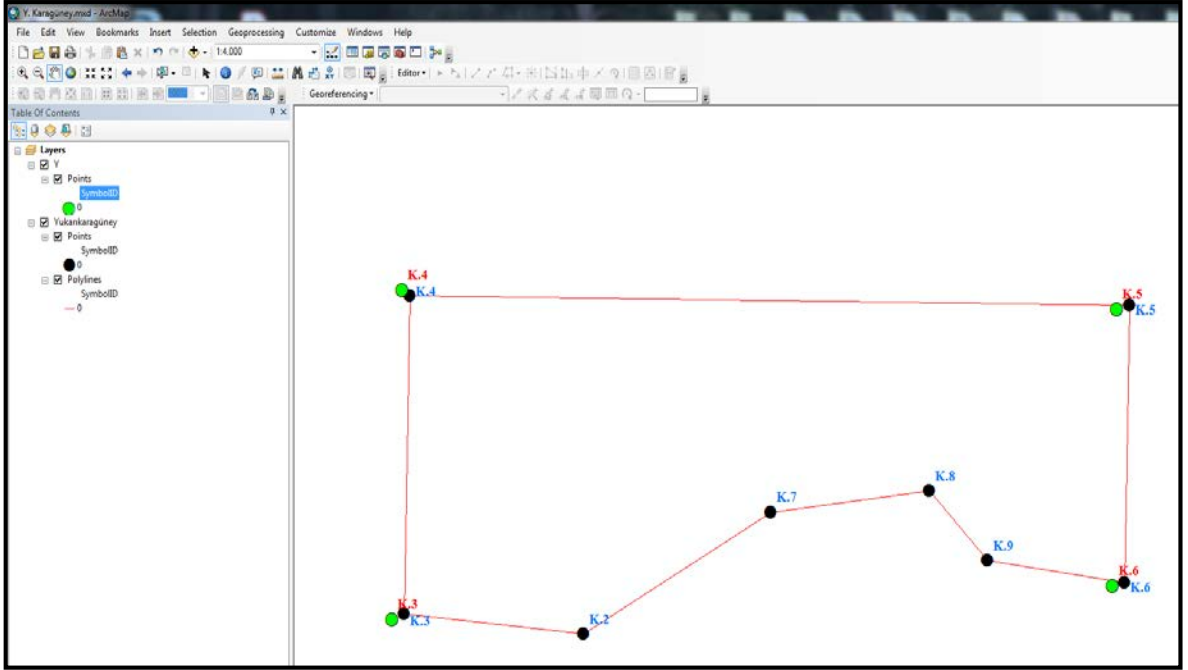 Y. Karagüney.mxd - ArcMap
File Edit View Bookmarks Insert Selection Geoprocessing Customize Windows Help
1:4.000
Editor
Georeferencing
Table Of Contents
Layers
Y
Points
SymbolID
0
Yukarıkaragüney
Points
SymbolID
0
Polylines
SymbolID
0
K.4
K.4
K.5
K.5
K.8
K.7
K.9
K.6
K.6
K.3
K.3
K.2